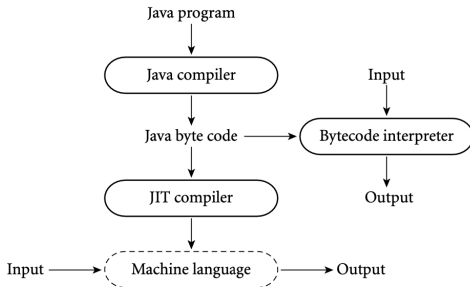 Java program
Java compiler
Input
Java byte code
Bytecode interpreter
JIT compiler
Output
Input
Machine language
Output